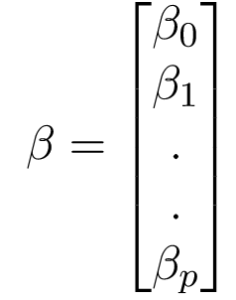 β = [β₀
β₁
.
.
βₚ]